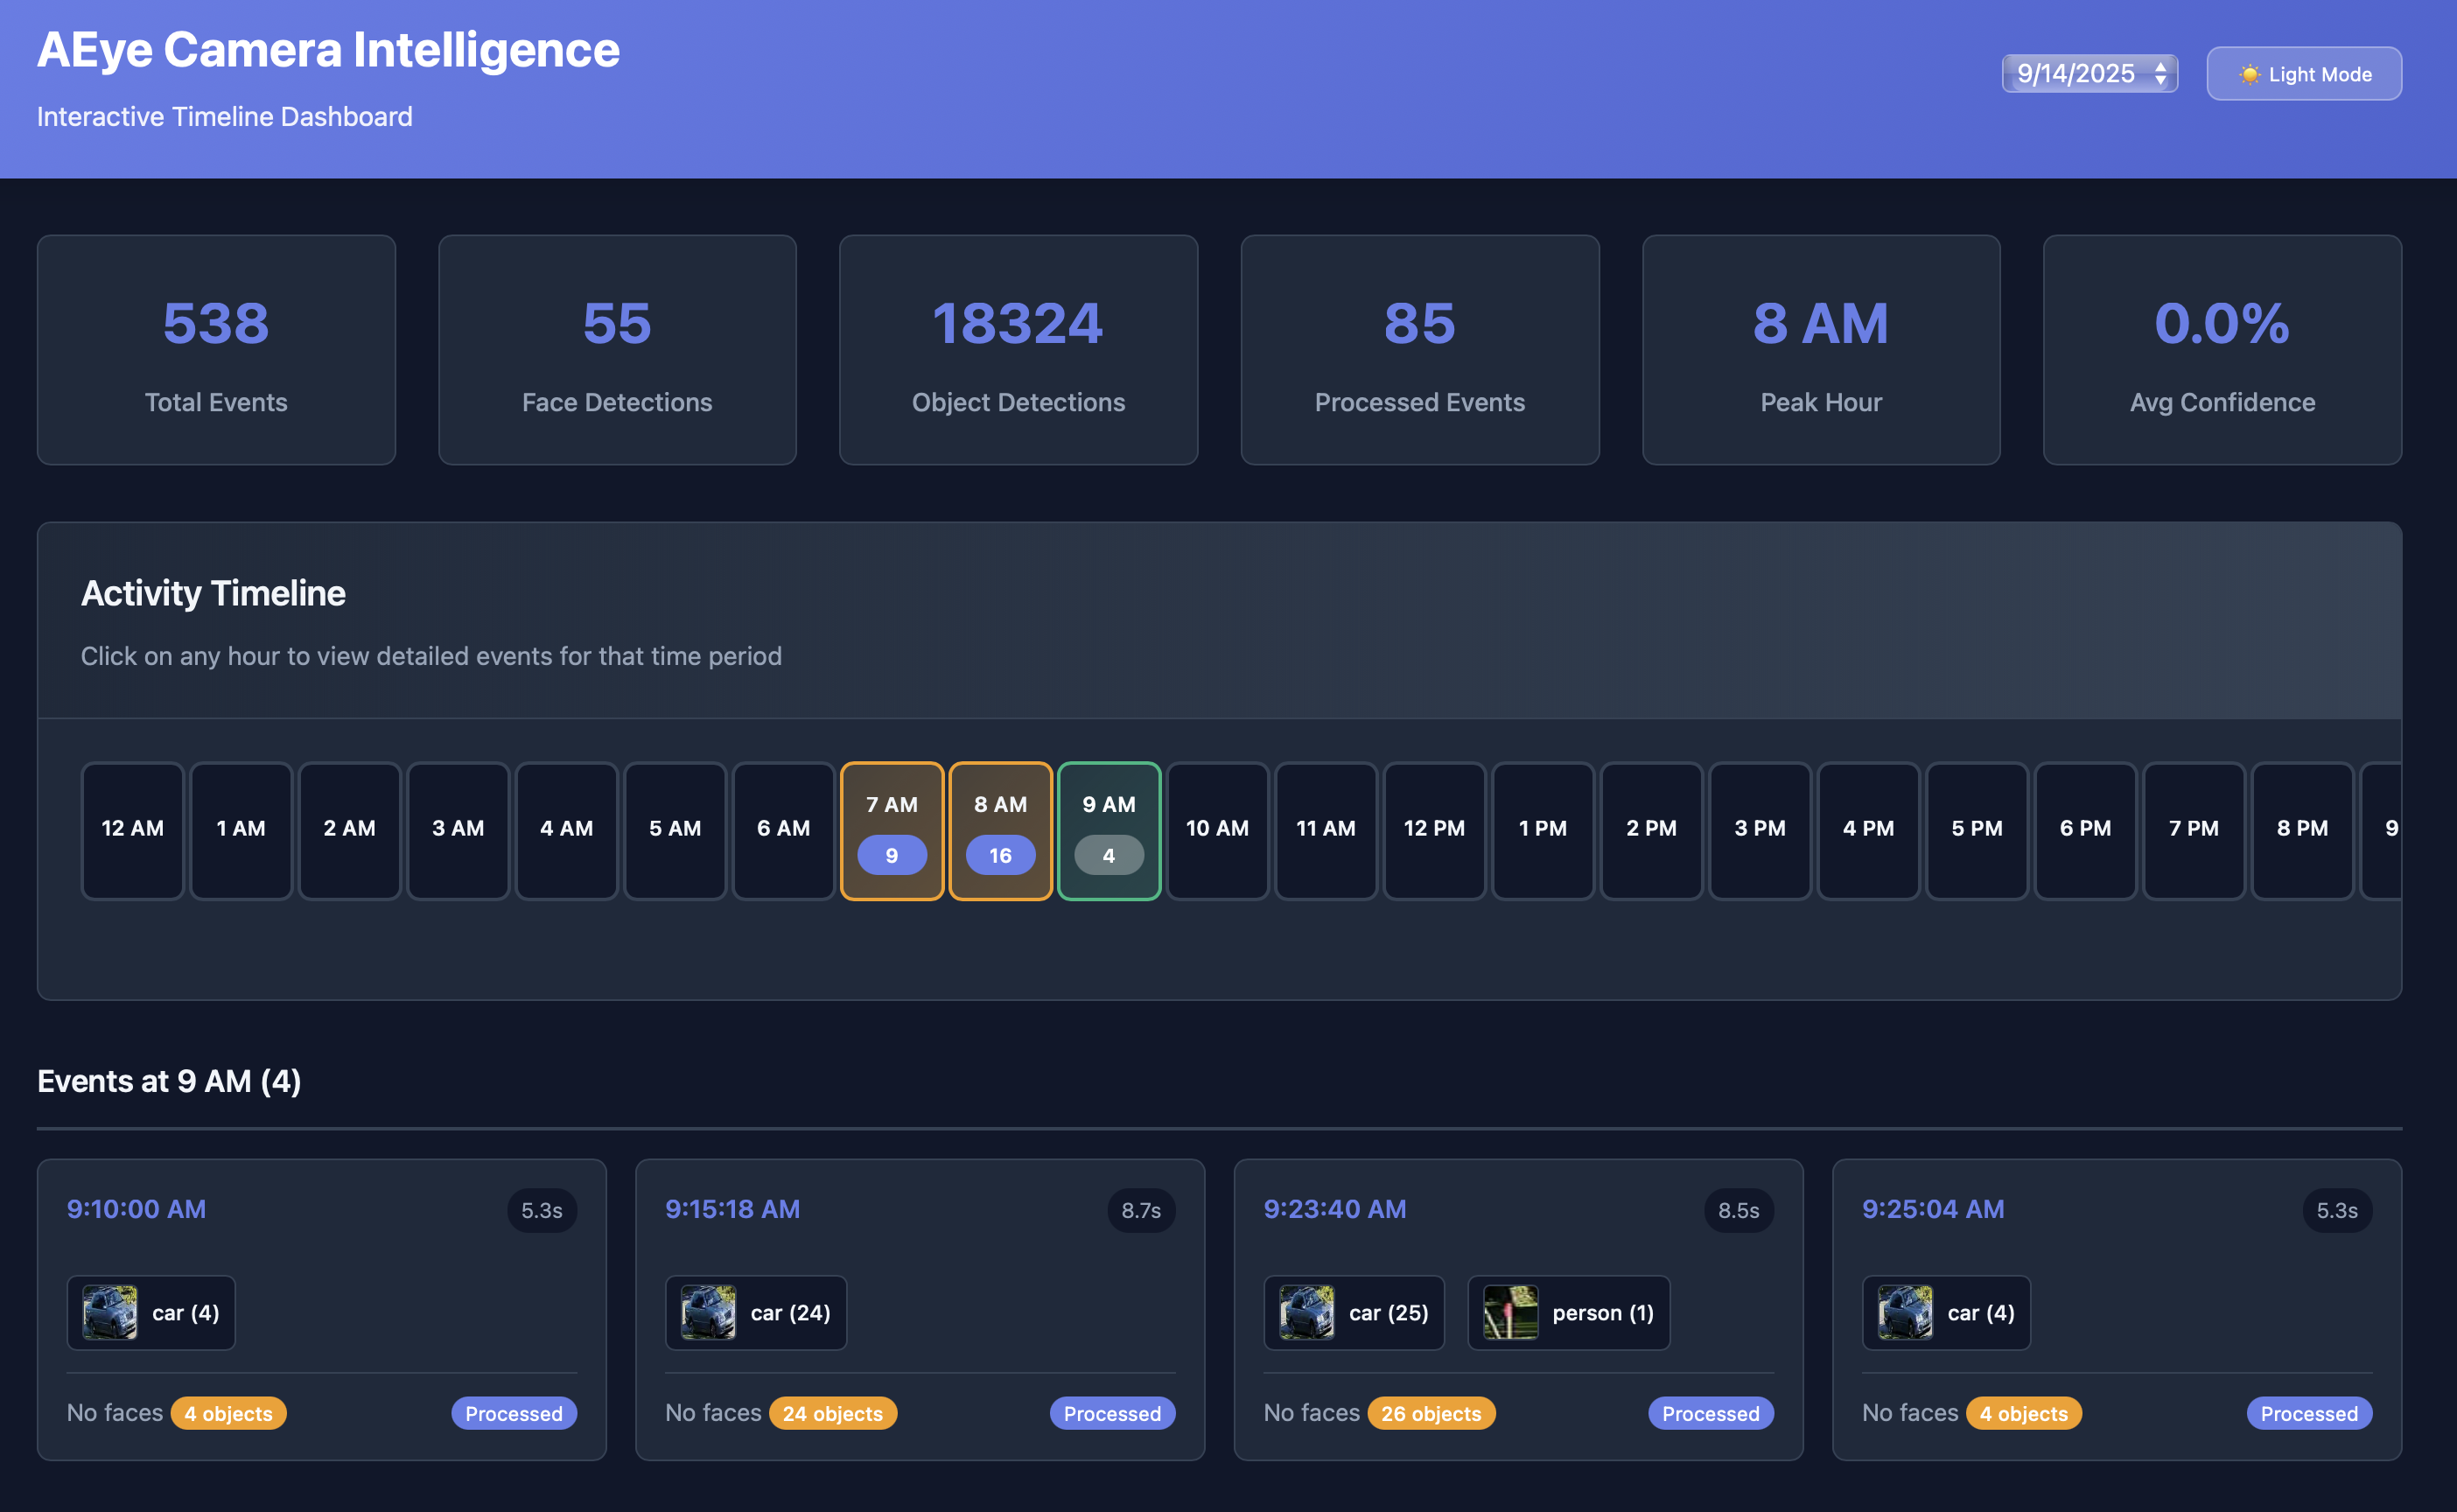 AEye Camera Intelligence
Interactive Timeline Dashboard
9/14/2025
Light Mode
538
Total Events
55
Face Detections
18324
Object Detections
85
Processed Events
8 AM
Peak Hour
0.0%
Avg Confidence
Activity Timeline
Click on any hour to view detailed events for that time period
12 AM
1 AM
2 AM
3 AM
4 AM
5 AM
6 AM
7 AM
9
8 AM
16
9 AM
4
10 AM
11 AM
12 PM
1 PM
2 PM
3 PM
4 PM
5 PM
6 PM
7 PM
8 PM
9
Events at 9 AM (4)
9:10:00 AM
5.3s
car (4)
No faces 4 objects Processed
9:15:18 AM
8.7s
car (24)
No faces 24 objects Processed
9:23:40 AM
8.5s
car (25)
person (1)
No faces 26 objects Processed
9:25:04 AM
5.3s
car (4)
No faces 4 objects Processed